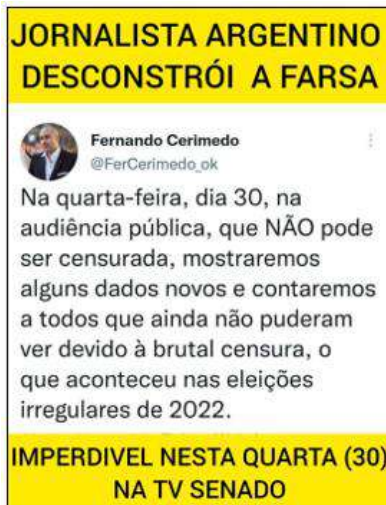 JORNALISTA ARGENTINO
DESCONSTRÓI A FARSA
Fernando Cerimedo
@FerCerimedo_ok
Na quarta-feira, dia 30, na
audiência pública, que NÃO pode
ser censurada, mostraremos
alguns dados novos e contaremos
a todos que ainda não puderam
ver devido à brutal censura, o
que aconteceu nas eleições
irregulares de 2022.
IMPERDIVEL NESTA QUARTA (30)
NA TV SENADO